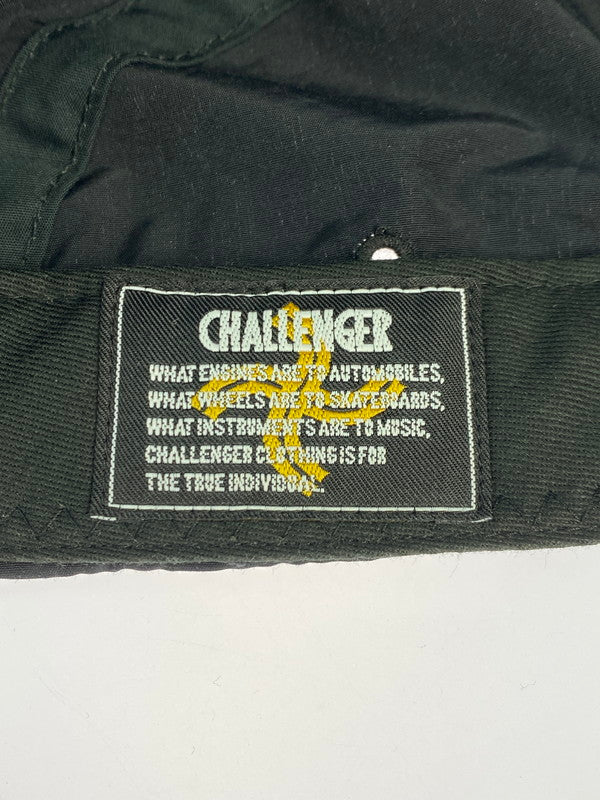 CHALLENGER
WHAT ENGINES ARE TO AUTOMOBILES,
WHAT WHEELS ARE TO SKATEBOARDS,
WHAT INSTRUMENTS ARE TO MUSIC,
CHALLENGER CLOTHING IS FOR
THE TRUE INDIVIDUAL.